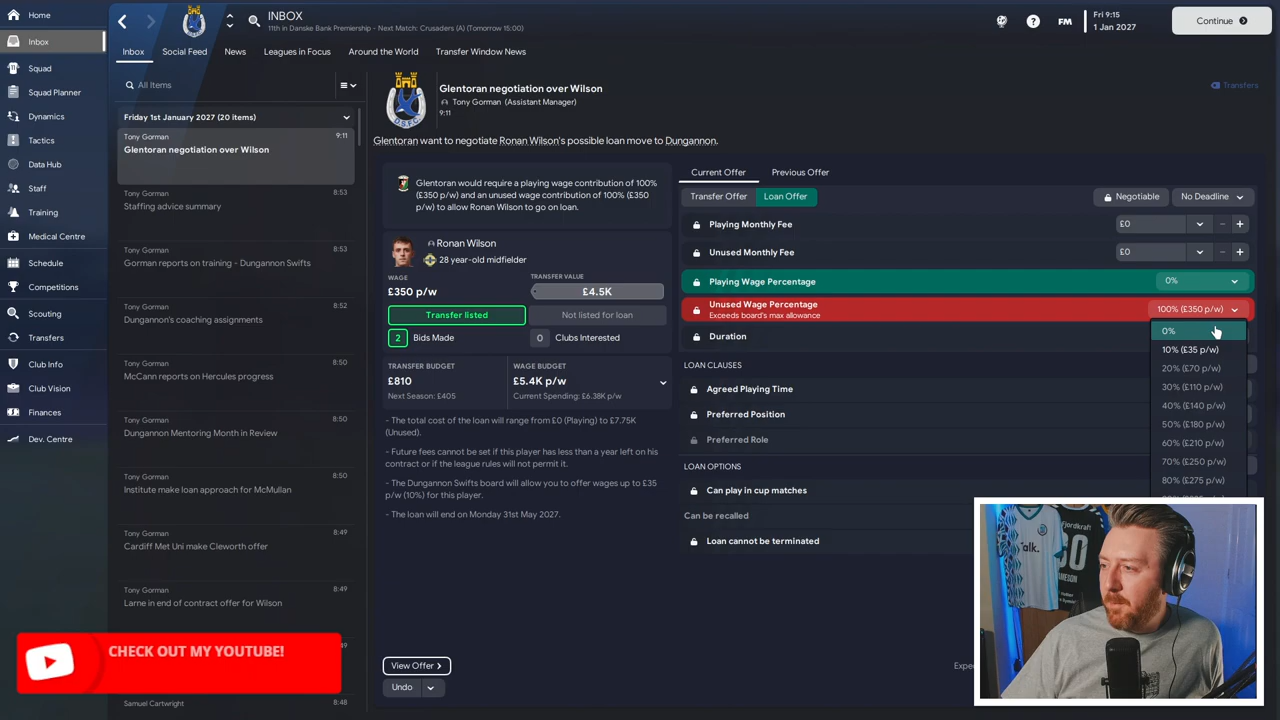 Home
Inbox
Squad
Squad Planner
Dynamics
Tactics
Data Hub
Staff
Training
Medical Centre
Schedule
Competitions
Scouting
Transfers
Club Info
Club Vision
Finances
Dev. Centre
INBOX
11th in Danske Bank Premiership - Next Match: Crusaders (A) (Tomorrow 15:00)
FM
Fri 9:15
1 Jan 2027
Continue
Inbox
Social Feed
News
Leagues in Focus
Around the World
Transfer Window News
All Items
Friday 1st January 2027 (20 items)
Tony Gorman 9:11
Glentoran negotiation over Wilson
Tony Gorman 8:53
Staffing advice summary
Tony Gorman 8:53
Gorman reports on training - Dungannon Swifts
Tony Gorman 8:52
Dungannon's coaching assignments
Tony Gorman 8:50
McCann reports on Hercules progress
Tony Gorman 8:50
Dungannon Mentoring Month in Review
Tony Gorman 8:50
Institute make loan approach for McMullan
Tony Gorman 8:49
Cardiff Met Uni make Cleworth offer
Tony Gorman 8:49
Larne in end of contract offer for Wilson
Samuel Cartwright 8:48
CHECK OUT MY YOUTUBE!
D.S.F.C.
Glentoran negotiation over Wilson
Tony Gorman (Assistant Manager)
9:11
Transfers
Glentoran want to negotiate Ronan Wilson's possible loan move to Dungannon.
Glentoran would require a playing wage contribution of 100%
(£350 p/w) and an unused wage contribution of 100% (£350
p/w) to allow Ronan Wilson to go on loan.
Ronan Wilson
28 year-old midfielder
WAGE
£350 p/w
TRANSFER VALUE
£4.5K
Transfer listed
Not listed for loan
2 Bids Made
0 Clubs Interested
TRANSFER BUDGET
£810
Next Season: £405
WAGE BUDGET
£5.4K p/w
Current Spending: £6.38K p/w
- The total cost of the loan will range from £0 (Playing) to £7.75K
(Unused).
- Future fees cannot be set if this player has less than a year left on his
contract or if the league rules will not permit it.
- The Dungannon Swifts board will allow you to offer wages up to £35
p/w (10%) for this player.
- The loan will end on Monday 31st May 2027.
View Offer
Undo
Current Offer
Previous Offer
Transfer Offer
Loan Offer
Negotiable
No Deadline
Playing Monthly Fee £0
Unused Monthly Fee £0
Playing Wage Percentage 0%
Unused Wage Percentage 100% (£350 p/w)
Exceeds board's max allowance
Duration
0%
10% (£35 p/w)
20% (£70 p/w)
30% (£110 p/w)
40% (£140 p/w)
50% (£180 p/w)
60% (£210 p/w)
70% (£250 p/w)
80% (£275 p/w)
LOAN CLAUSES
Agreed Playing Time
Preferred Position
Preferred Role
LOAN OPTIONS
Can play in cup matches
Can be recalled
Loan cannot be terminated
Talk.
Fjordkraft
JAMESON